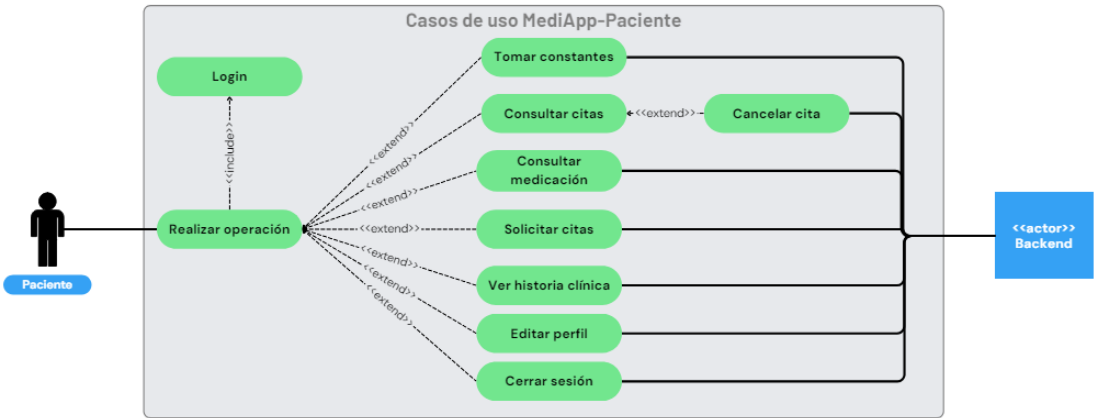 Casos de uso MediApp-Paciente
Tomar constantes
Login
<<extend>>
Consultar citas
<<extend>>
Cancelar cita
<<include>>
<<extend>>
Consultar
medicación
<<extend>>
Realizar operación
<<extend>>
Solicitar citas
<<actor>>
Backend
Paciente
<<extend>>
Ver historia clínica
<<extend>>
Editar perfil
<<extend>>
Cerrar sesión